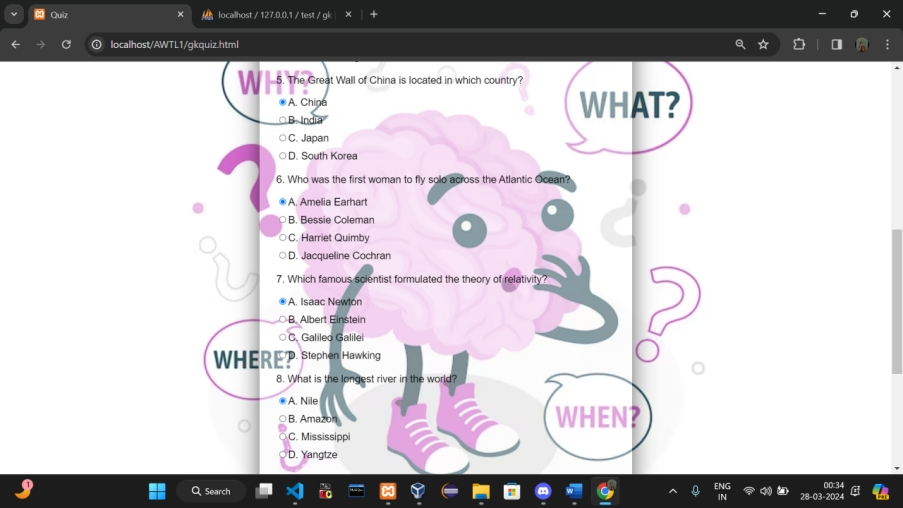 Quiz
localhost / 127.0.0.1 / test / gk
localhost/AWTL1/gkquiz.html
WHY?
WHAT?
5. The Great Wall of China is located in which country?
A. China
B. India
C. Japan
D. South Korea
6. Who was the first woman to fly solo across the Atlantic Ocean?
A. Amelia Earhart
B. Bessie Coleman
C. Harriet Quimby
D. Jacqueline Cochran
7. Which famous scientist formulated the theory of relativity?
A. Isaac Newton
B. Albert Einstein
C. Galileo Galilei
D. Stephen Hawking
WHERE?
8. What is the longest river in the world?
A. Nile
B. Amazon
C. Mississippi
D. Yangtze
WHEN?
1
Search
ENG
IN
00:34
28-03-2024